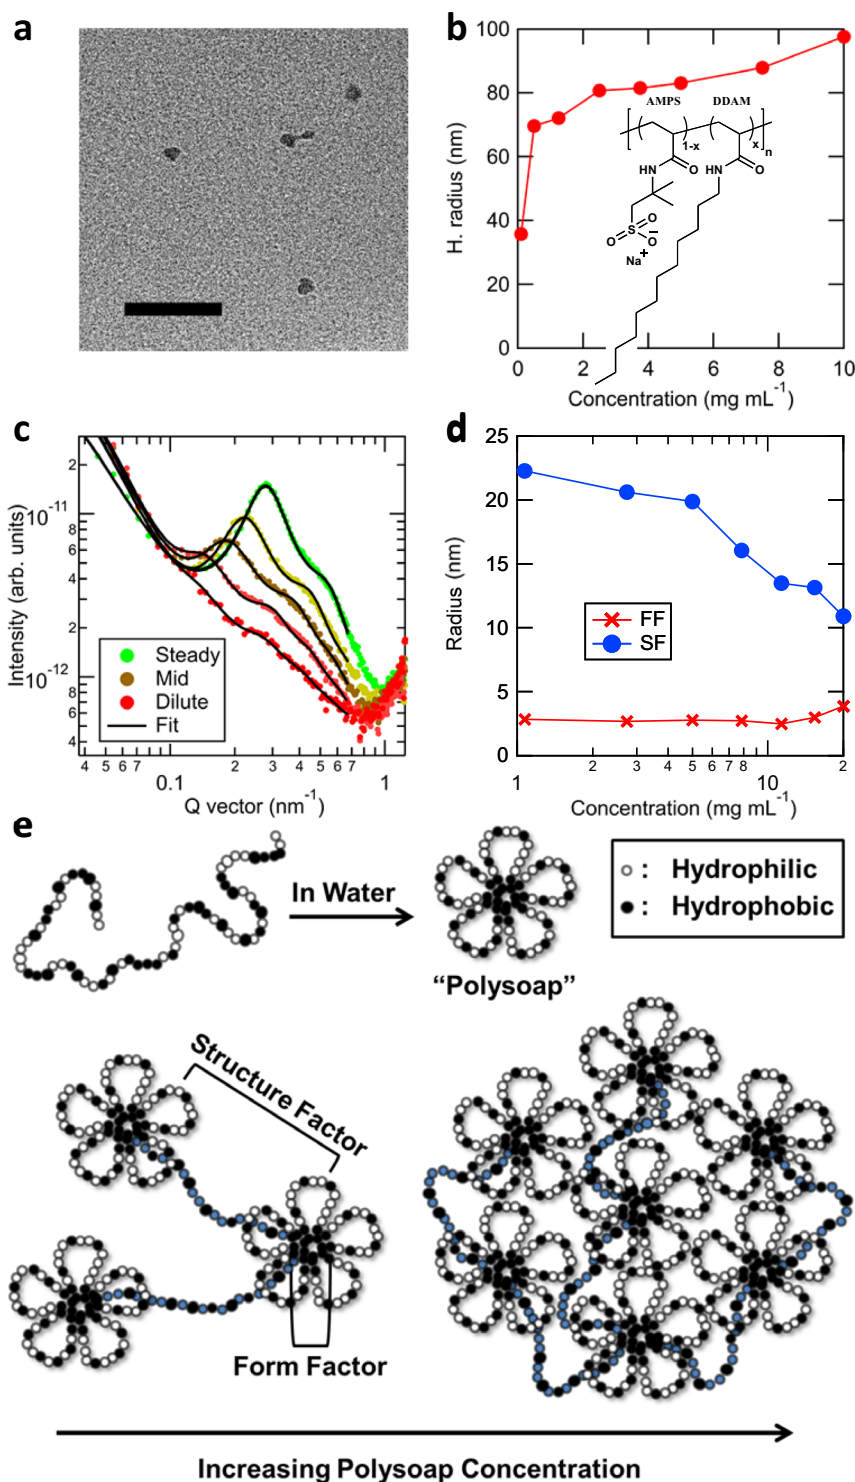 a
b
100
80
60
40
20
0
H. radius (nm)
0
2
4
6
8
10
Concentration (mg mL-1)
AMPS
DDAM
1-x
x
n
HN
O
HN
O
O
S
O
O
−
Na+
c
2
10-11
8
6
4
2
10-12
8
6
4
Intensity (arb. units)
Steady
Mid
Dilute
Fit
4
5
6
7
0.1
2
3
4
5
6
7
1
Q vector (nm-1)
d
25
20
15
10
5
0
Radius (nm)
FF
SF
1
2
3
4
5
6
7
8
10
2
Concentration (mg mL-1)
e
In Water
"Polysoap"
: Hydrophilic
: Hydrophobic
Structure Factor
Form Factor
Increasing Polysoap Concentration